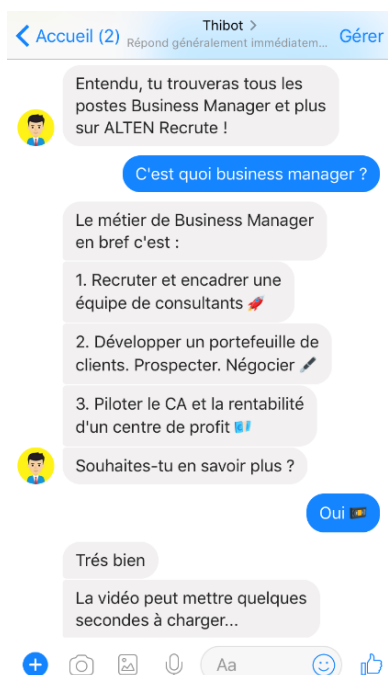 Thibot >
Accueil (2)
Répond généralement immédiatem...
Gérer
Entendu, tu trouveras tous les
postes Business Manager et plus
sur ALTEN Recrute !
C'est quoi business manager ?
Le métier de Business Manager
en bref c'est :
1. Recruter et encadrer une
équipe de consultants 🚀
2. Développer un portefeuille de
clients. Prospecter. Négocier 🖋️
3. Piloter le CA et la rentabilité
d'un centre de profit
Souhaites-tu en savoir plus ?
Oui
Trés bien
La vidéo peut mettre quelques
secondes à charger...
Aa